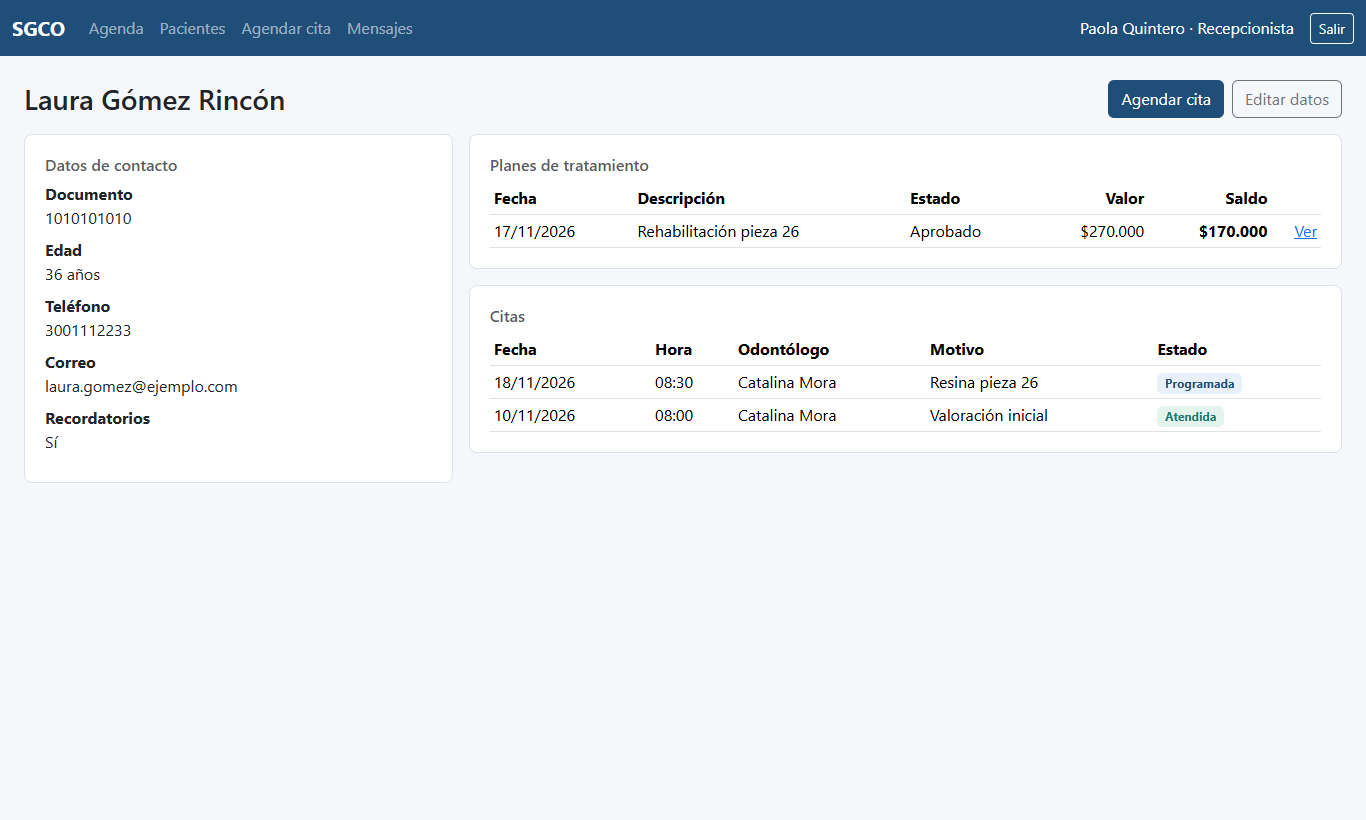 SGCO Agenda Pacientes Agendar cita Mensajes Paola Quintero · Recepcionista Salir
Laura Gómez Rincón Agendar cita Editar datos
Datos de contacto
Documento
1010101010
Edad
36 años
Teléfono
3001112233
Correo
laura.gomez@ejemplo.com
Recordatorios
Sí
Planes de tratamiento
Fecha Descripción Estado Valor Saldo
17/11/2026 Rehabilitación pieza 26 Aprobado $270.000 $170.000 Ver
Citas
Fecha Hora Odontólogo Motivo Estado
18/11/2026 08:30 Catalina Mora Resina pieza 26 Programada
10/11/2026 08:00 Catalina Mora Valoración inicial Atendida